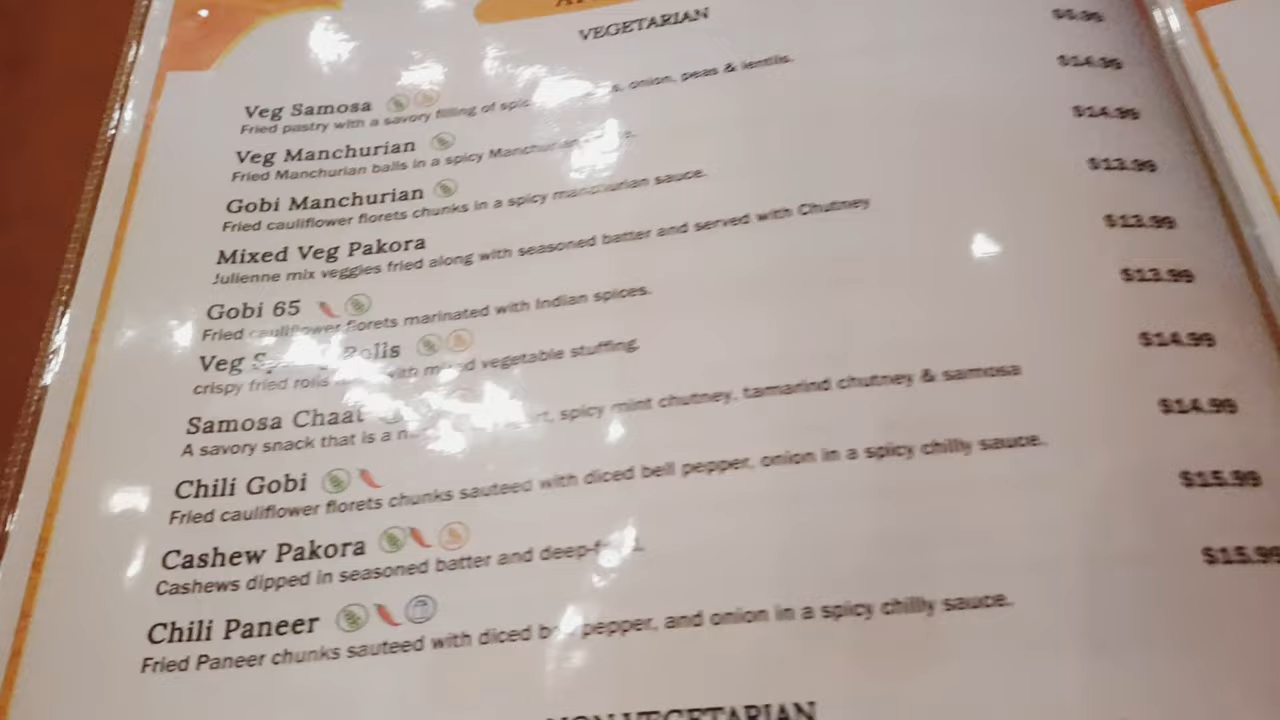 VEGETARIAN
Veg Samosa
Fried pastry with a savory filling of onion, peas & lentils.
Veg Manchurian $14.99
Fried Manchurian balls in a spicy Manchurian
Gobi Manchurian $14.99
Fried cauliflower florets chunks in a spicy manchurian sauce.
Mixed Veg Pakora $13.99
Julienne mix veggies fried along with seasoned batter and served with Chutney
Gobi 65 $13.99
Fried cauliflower florets marinated with Indian spices.
Veg Rolls $13.99
crispy fried rolls with mixed vegetable stuffing.
Samosa Chaat $14.99
A savory snack that is a spicy mint chutney, tamarind chutney & samosa
Chili Gobi $14.99
Fried cauliflower florets chunks sauteed with diced bell pepper, onion in a spicy chilly sauce.
Cashew Pakora $15.99
Cashews dipped in seasoned batter and
Chili Paneer $15.99
Fried Paneer chunks sauteed with diced pepper, and onion in a spicy chilly sauce.
NON VEGETARIAN